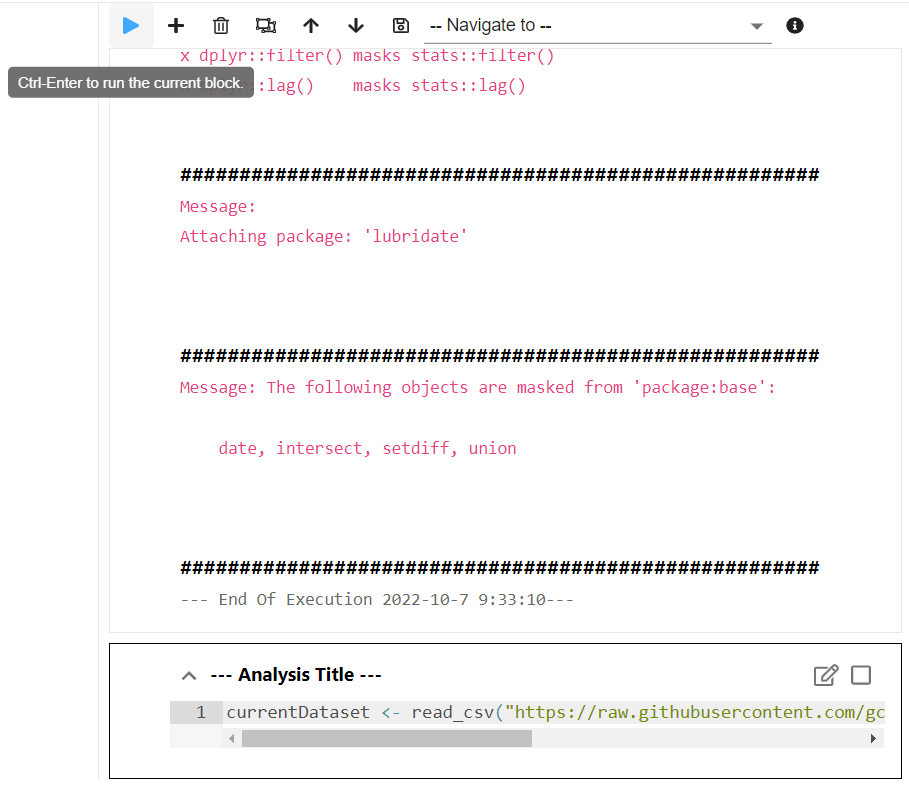 -- Navigate to --
x dplyr::filter() masks stats::filter()
Ctrl-Enter to run the current block.
::lag()    masks stats::lag()
######################################################
Message:
Attaching package: 'lubridate'
######################################################
Message: The following objects are masked from 'package:base':
date, intersect, setdiff, union
######################################################
--- End Of Execution 2022-10-7 9:33:10---
--- Analysis Title ---
1 currentDataset <- read_csv("https://raw.githubusercontent.com/gc